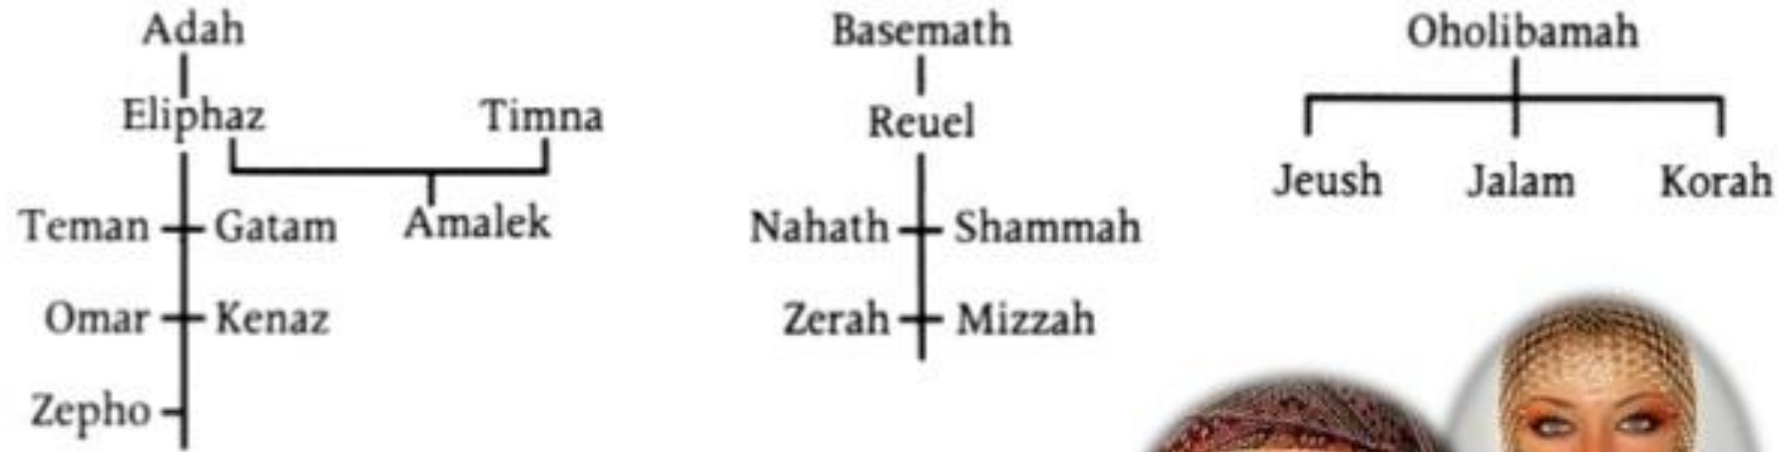 Adah Basemath Oholibamah
Eliphaz Timna Reuel
Jeush Jalam Korah
Teman Gatam Amalek Nahath Shammah
Omar Kenaz Zerah Mizzah
Zepho